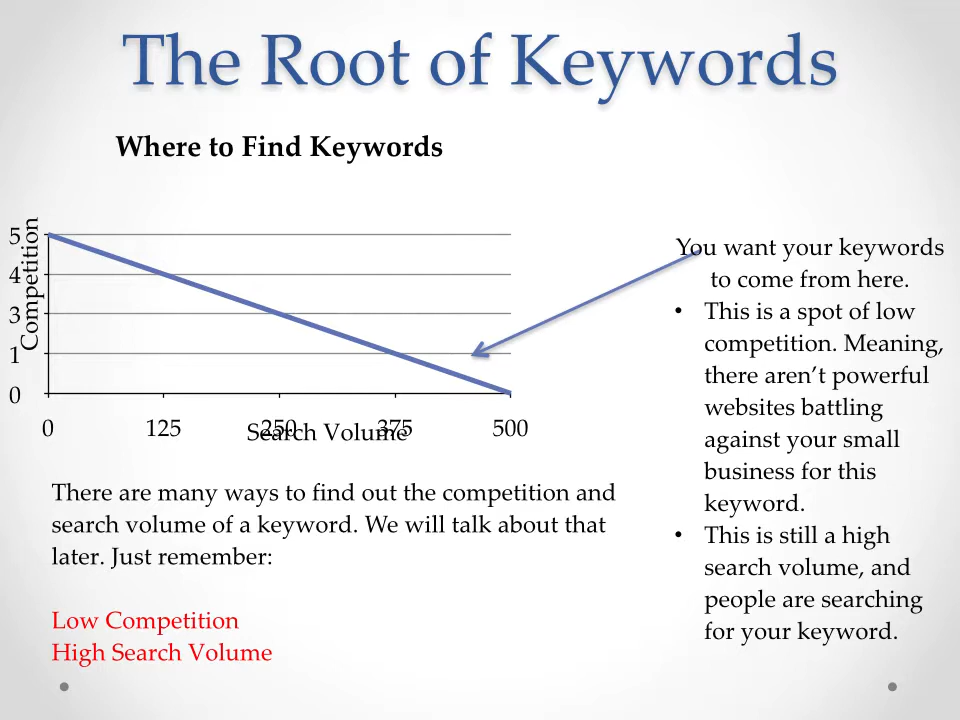 The Root of Keywords
Where to Find Keywords
5
4
3
1
0
Competition
0 125 250 375 500
Search Volume
You want your keywords
to come from here.
• This is a spot of low
competition. Meaning,
there aren’t powerful
websites battling
against your small
business for this
keyword.
• This is still a high
search volume, and
people are searching
for your keyword.
There are many ways to find out the competition and
search volume of a keyword. We will talk about that
later. Just remember:
Low Competition
High Search Volume